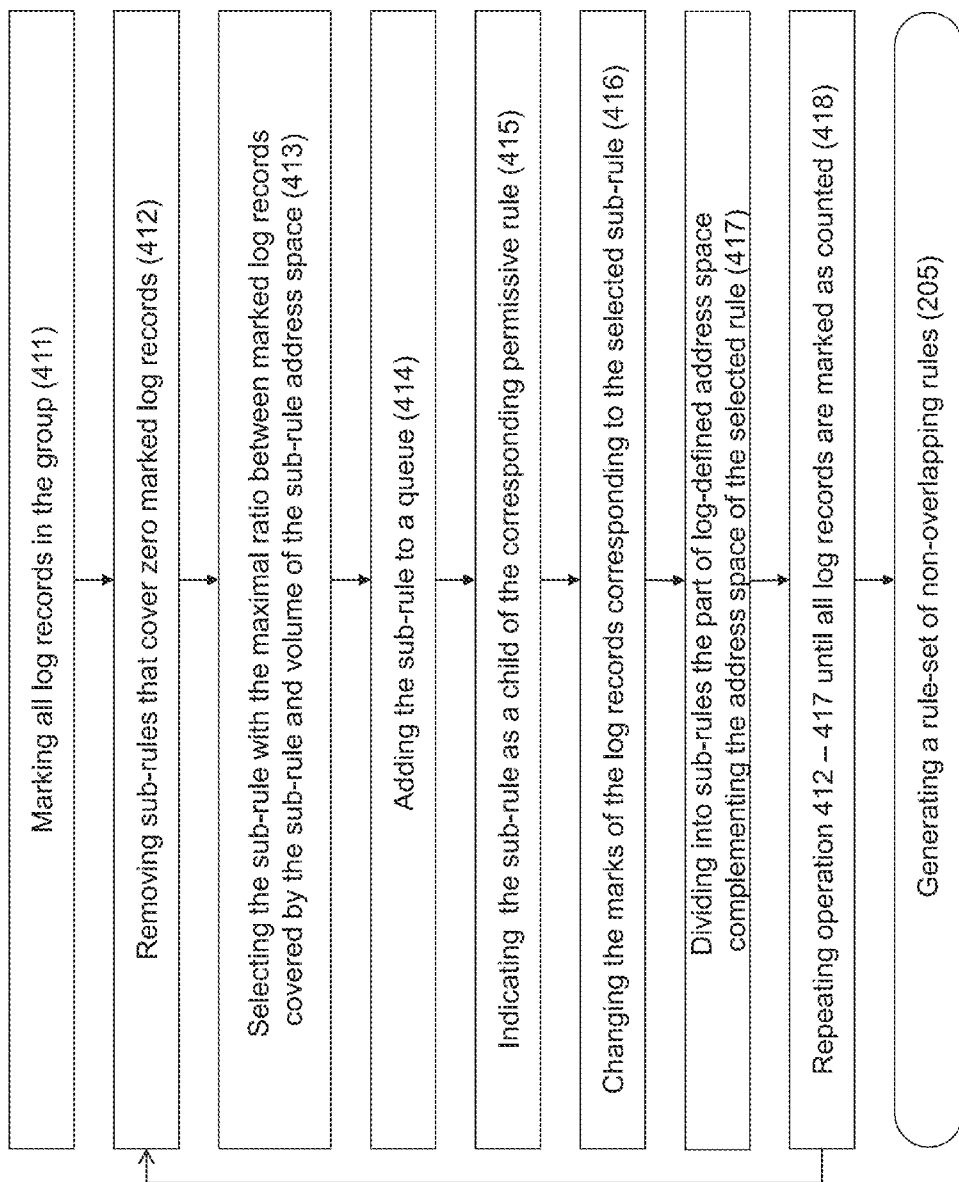 Marking all log records in the group (411)
Removing sub-rules that cover zero marked log records (412)
Selecting the sub-rule with the maximal ratio between marked log records
covered by the sub-rule and volume of the sub-rule address space (413)
Adding the sub-rule to a queue (414)
Indicating the sub-rule as a child of the corresponding permissive rule (415)
Changing the marks of the log records corresponding to the selected sub-rule (416)
Dividing into sub-rules the part of log-defined address space
complementing the address space of the selected rule (417)
Repeating operation 412 – 417 until all log records are marked as counted (418)
Generating a rule-set of non-overlapping rules (205)